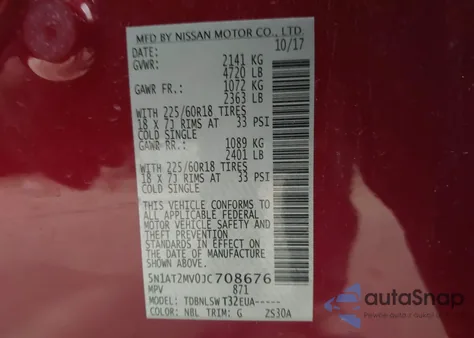 MFD BY NISSAN MOTOR CO., LTD.
DATE: 10/17
GVWR: 2141 KG
4720 LB
GAWR FR.: 1072 KG
2363 LB
WITH 225/60R18 TIRES
18 X 7J RIMS AT 33 PSI
COLD SINGLE
GAWR RR.: 1089 KG
2401 LB
WITH 225/60R18 TIRES
18 X 7J RIMS AT 33 PSI
COLD SINGLE
THIS VEHICLE CONFORMS TO
ALL APPLICABLE FEDERAL
MOTOR VEHICLE SAFETY AND
THEFT PREVENTION
STANDARDS IN EFFECT ON
THE DATE OF MANUFACTURE
SHOWN ABOVE.
5N1AT2MV0JC708676
MPV 871
MODEL: TDBNLSW T32EUA-----
COLOR: NBL TRIM: G 2S30A
autoSnap